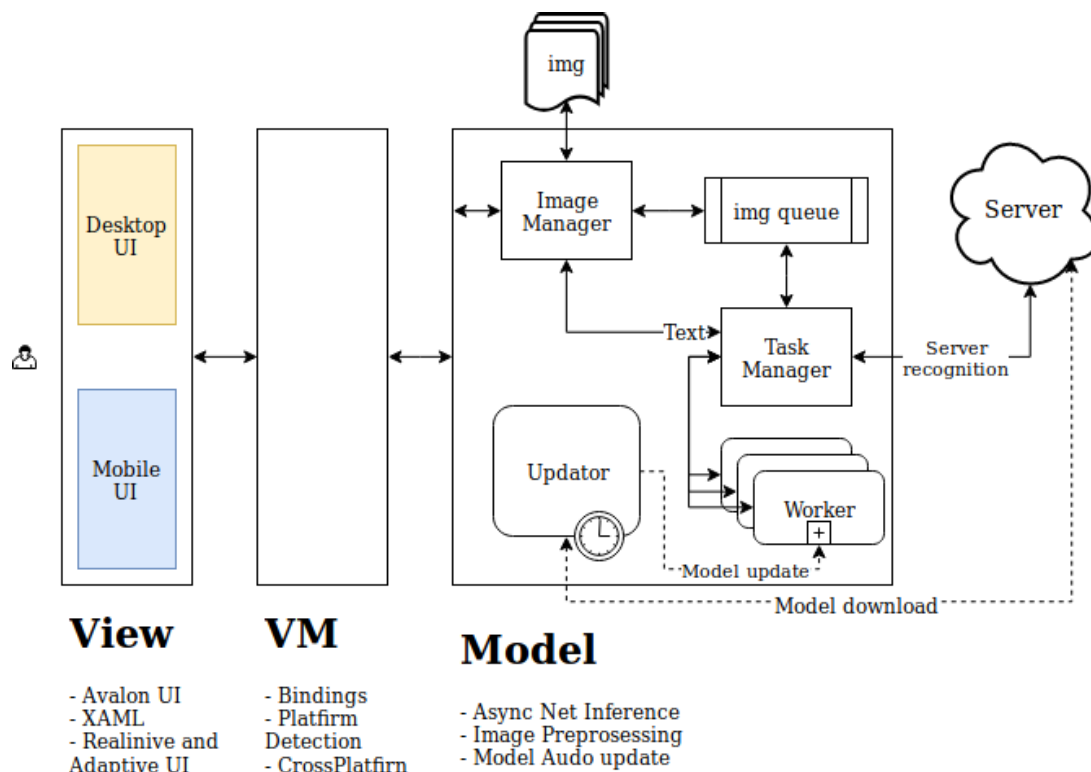 img
Desktop
UI
Mobile
UI
Image
Manager
img queue
Text
Task
Manager
Server
recognition
Server
Updator
Worker
+
Model update
Model download
View
- Avalon UI
- XAML
- Realinive and
Adaptive UI
VM
- Bindings
- Platfirm
Detection
- CrossPlatfirn
Model
- Async Net Inference
- Image Preprosessing
- Model Audo update